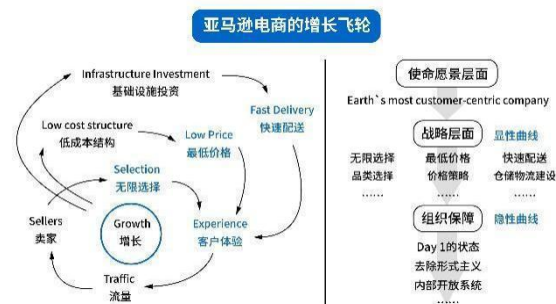 亚马逊电商的增长飞轮
Infrastructure Investment
基础设施投资
Fast Delivery
快速配送
Low cost structure
低成本结构
Low Price
最低价格
Selection
无限选择
Sellers
卖家
Growth
增长
Experience
客户体验
Traffic
流量
使命愿景层面
Earth`s most customer-centric company
战略层面 显性曲线
无限选择 最低价格 快速配送
品类选择 价格策略 仓储物流建设
…… …… ……
组织保障 隐性曲线
Day 1的状态
去除形式主义
内部开放系统
……